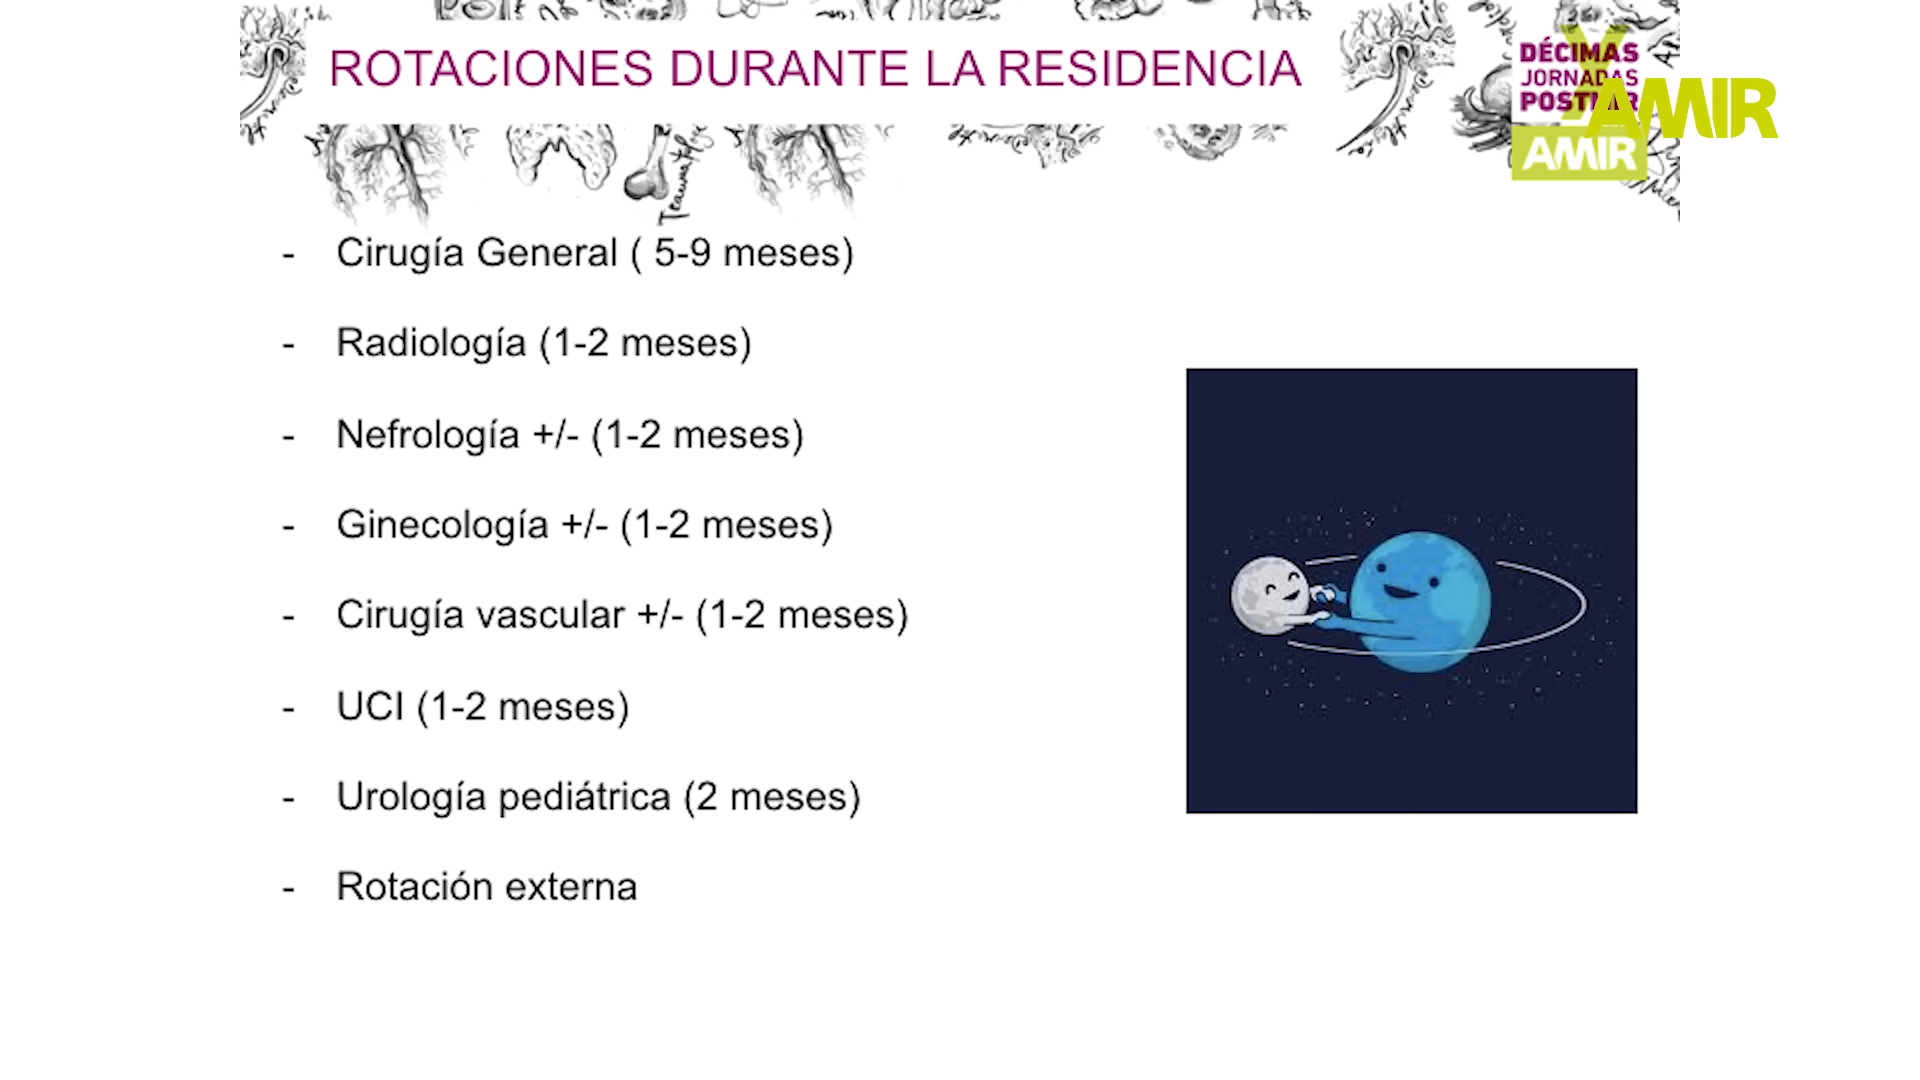 ROTACIONES DURANTE LA RESIDENCIA
DÉCIMAS
JORNADAS
AMIR
AMIR
- Cirugía General ( 5-9 meses)
- Radiología (1-2 meses)
- Nefrología +/- (1-2 meses)
- Ginecología +/- (1-2 meses)
- Cirugía vascular +/- (1-2 meses)
- UCI (1-2 meses)
- Urología pediátrica (2 meses)
- Rotación externa